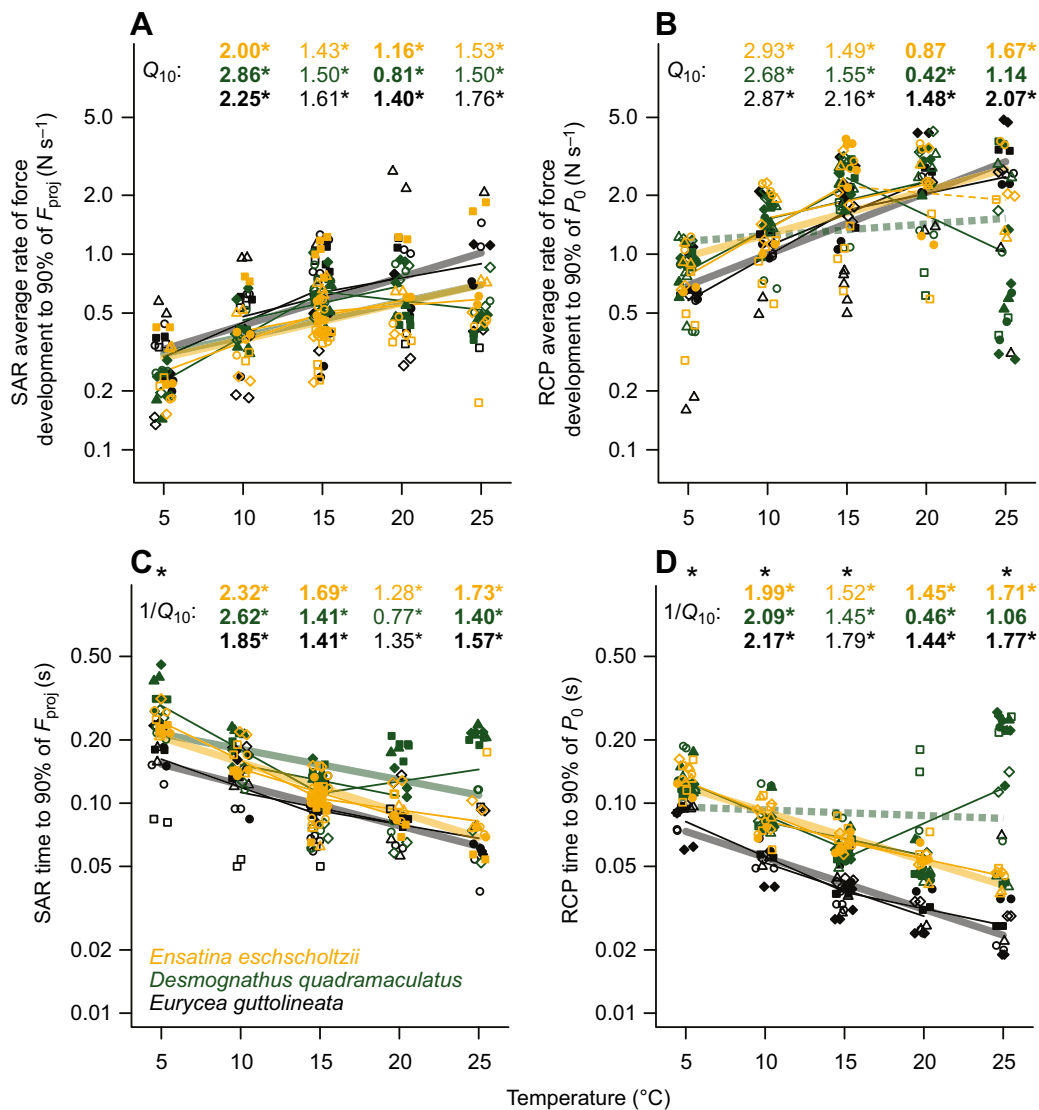 A
Q10:
2.00* 1.43* 1.16* 1.53*
2.86* 1.50* 0.81* 1.50*
2.25* 1.61* 1.40* 1.76*
SAR average rate of force
development to 90% of Fproj (N s−1)
5.0
2.0
1.0
0.5
0.2
0.1
5 10 15 20 25
B
Q10:
2.93* 1.49* 0.87 1.67*
2.68* 1.55* 0.42* 1.14
2.87* 2.16* 1.48* 2.07*
RCP average rate of force
development to 90% of P0 (N s−1)
5.0
2.0
1.0
0.5
0.2
0.1
5 10 15 20 25
C
*
1/Q10:
2.32* 1.69* 1.28* 1.73*
2.62* 1.41* 0.77* 1.40*
1.85* 1.41* 1.35* 1.57*
SAR time to 90% of Fproj (s)
0.50
0.20
0.10
0.05
0.02
0.01
Ensatina eschscholtzii
Desmognathus quadramaculatus
Eurycea guttolineata
5 10 15 20 25
D
* * * *
1/Q10:
1.99* 1.52* 1.45* 1.71*
2.09* 1.45* 0.46* 1.06
2.17* 1.79* 1.44* 1.77*
RCP time to 90% of P0 (s)
0.50
0.20
0.10
0.05
0.02
0.01
5 10 15 20 25
Temperature (°C)